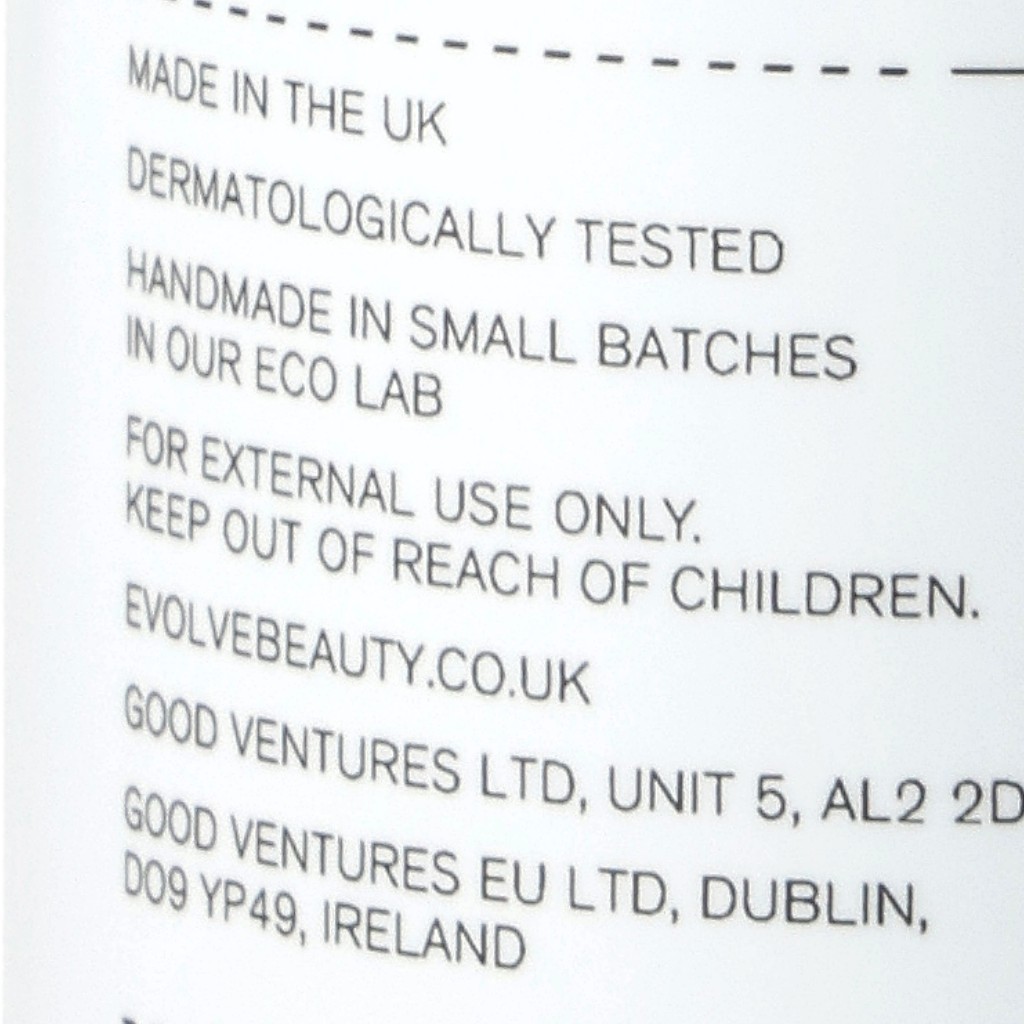 MADE IN THE UK
DERMATOLOGICALLY TESTED
HANDMADE IN SMALL BATCHES
IN OUR ECO LAB
FOR EXTERNAL USE ONLY.
KEEP OUT OF REACH OF CHILDREN.
EVOLVEBEAUTY.CO.UK
GOOD VENTURES LTD, UNIT 5, AL2 2D
GOOD VENTURES EU LTD, DUBLIN,
D09 YP49, IRELAND